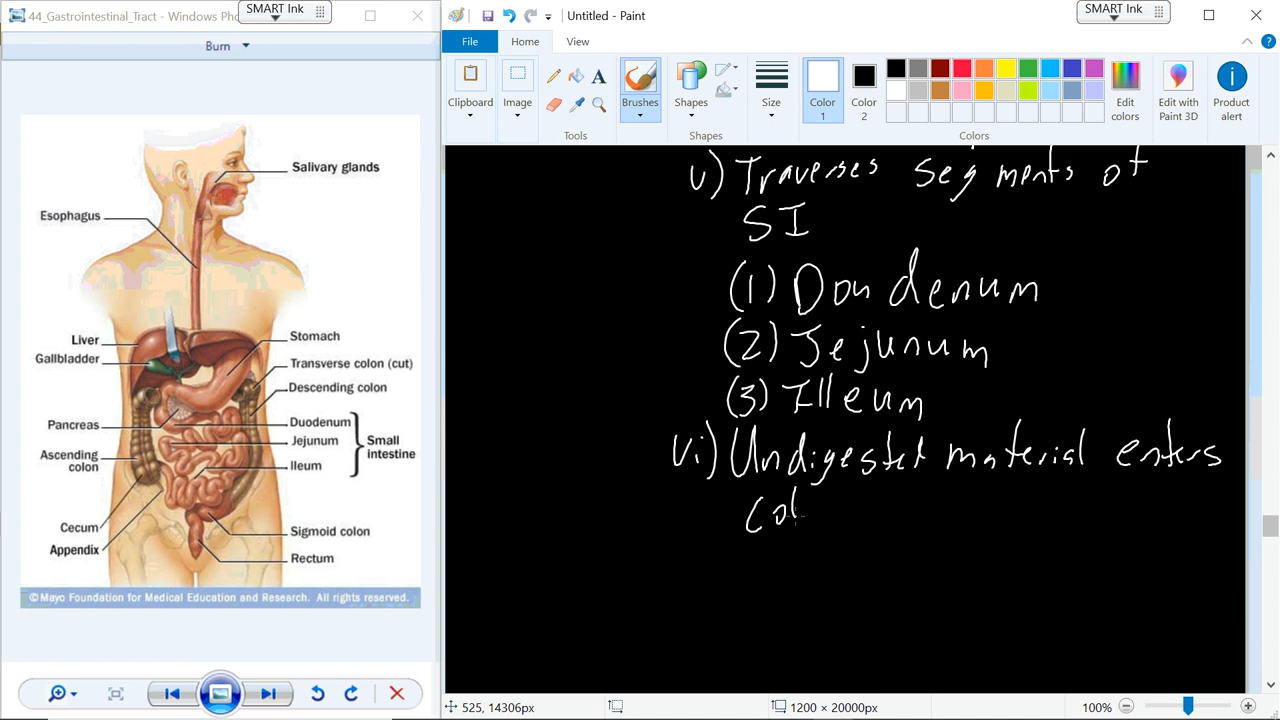 44_Gastrointestinal_Tract - Windows Pho
SMART Ink
Untitled - Paint
SMART Ink
Burn
File
Home
View
Clipboard
Image
Tools
Brushes
Shapes
Shapes
Size
Color 1
Color 2
Colors
Edit colors
Edit with Paint 3D
Product alert
Salivary glands
Esophagus
Liver
Gallbladder
Pancreas
Ascending
colon
Cecum
Appendix
Stomach
Transverse colon (cut)
Descending colon
Duodenum
Jejunum
Ileum
Small
intestine
Sigmoid colon
Rectum
©Mayo Foundation for Medical Education and Research. All rights reserved.
v) Traverses segments of
SI
(1) Doudenum
(2) Jejunum
(3) Illeum
vi) Undigested material enters
col
525, 14306px
1200 × 20000px
100%